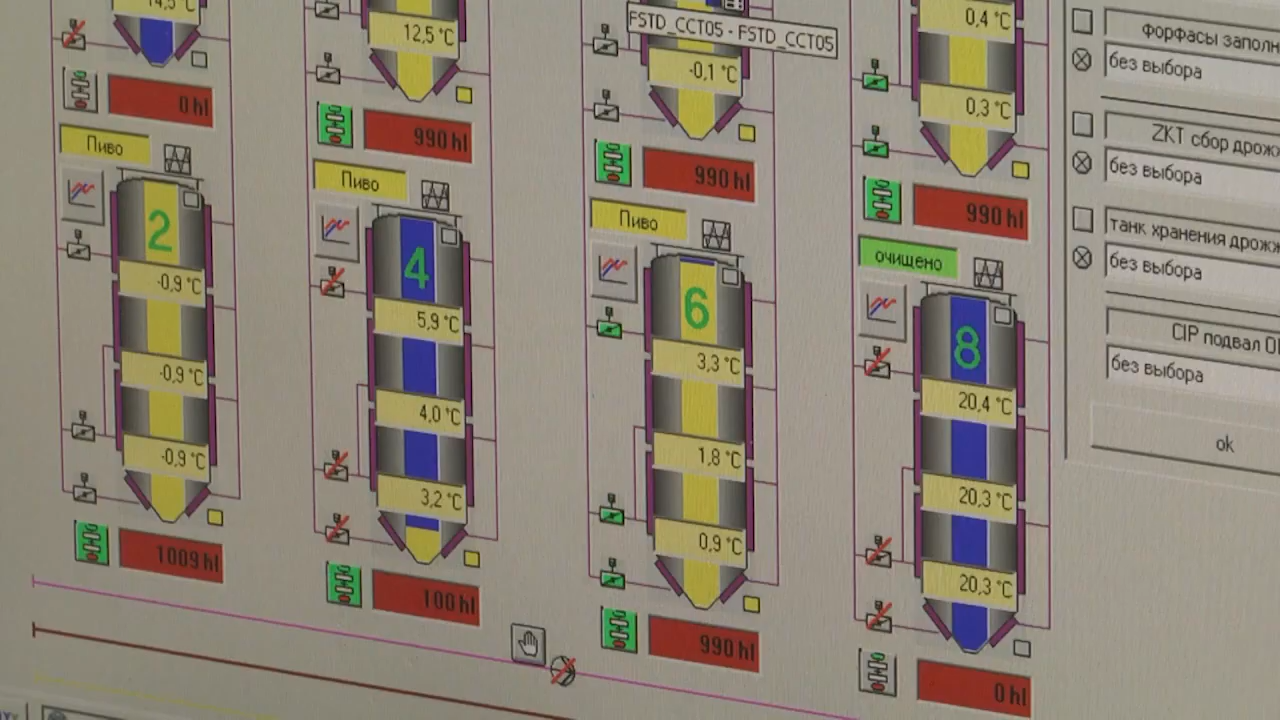 14,5 °C
0 hl
12,5 °C
990 hl
FSTD_CCT05 - FSTD_CCT05
-0,1 °C
990 hl
0,4 °C
0,3 °C
990 hl
Пиво
2
-0,9 °C
-0,9 °C
-0,9 °C
1009 hl
Пиво
4
5,9 °C
4,0 °C
3,2 °C
100 hl
Пиво
6
3,3 °C
1,8 °C
0,9 °C
990 hl
очищено
8
20,4 °C
20,3 °C
20,3 °C
0 hl
форфасы заполн
без выбора
ZKT сбор дрожж
без выбора
танк хранения дрожж
без выбора
CIP подвал
без выбора
ok